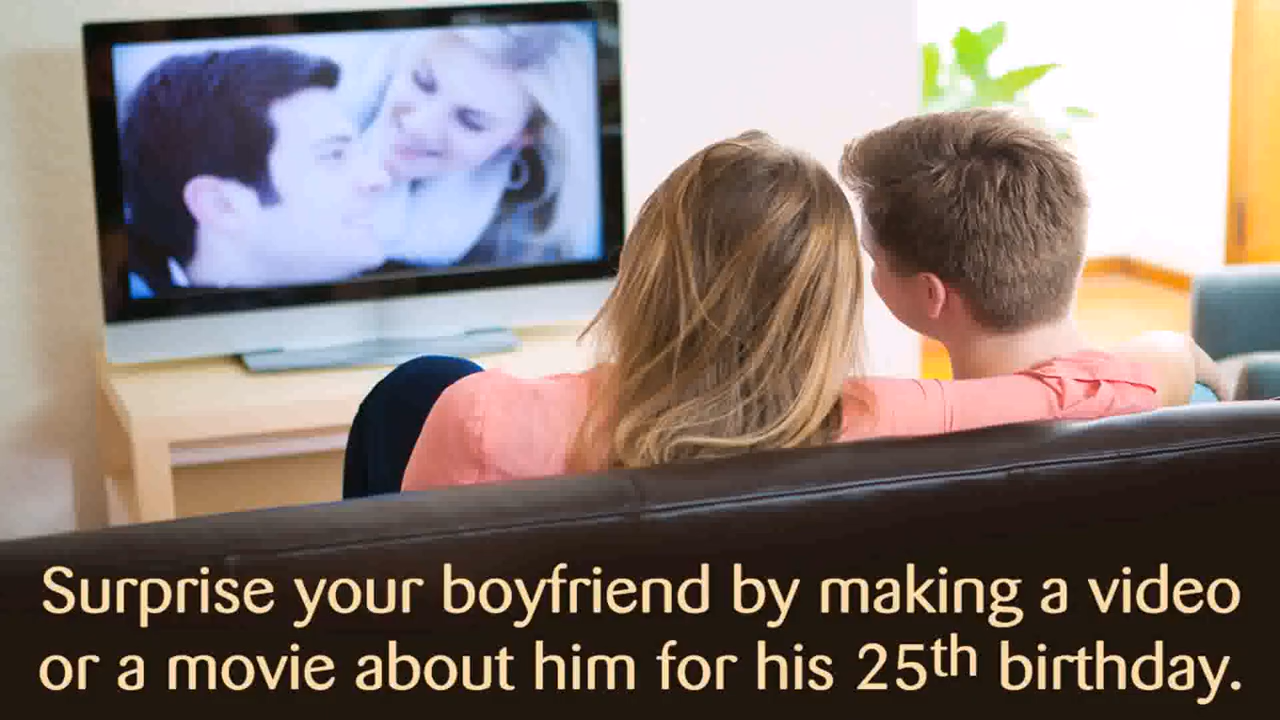 Surprise your boyfriend by making a video
or a movie about him for his 25th birthday.